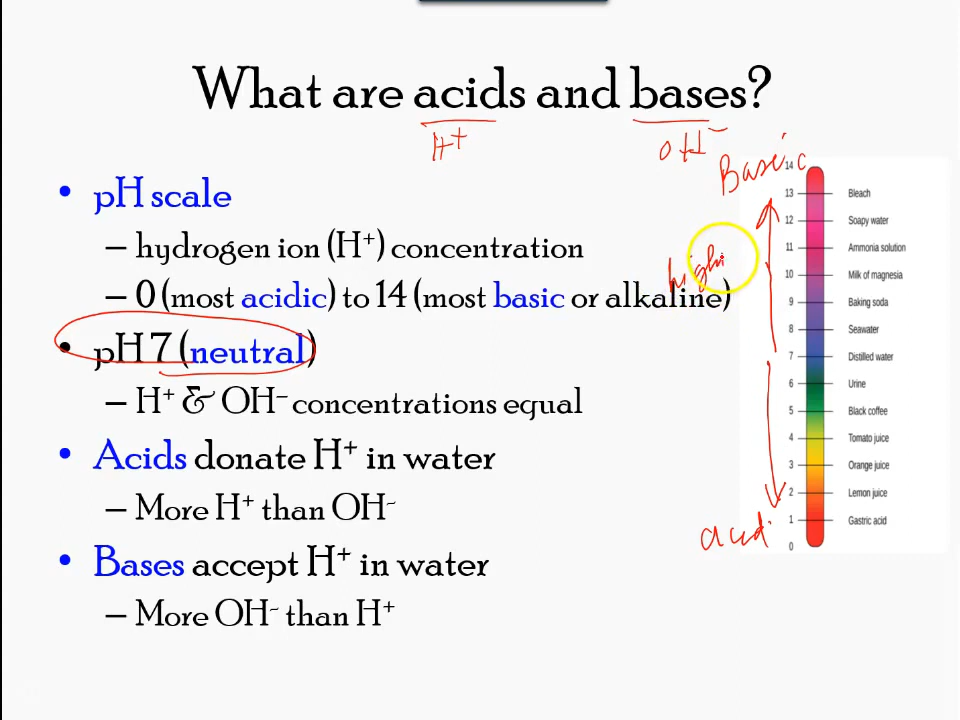 What are acids and bases?
H+
OH-
• pH scale
– hydrogen ion (H+) concentration
– 0 (most acidic) to 14 (most basic or alkaline)
• pH 7 (neutral)
– H+ & OH– concentrations equal
• Acids donate H+ in water
– More H+ than OH-
• Bases accept H+ in water
– More OH- than H+
Basic
high
14
13 Bleach
12 Soapy water
11 Ammonia solution
10 Milk of magnesia
9 Baking soda
8 Seawater
7 Distilled water
6 Urine
5 Black coffee
4 Tomato juice
3 Orange juice
2 Lemon juice
1 Gastric acid
0
acid